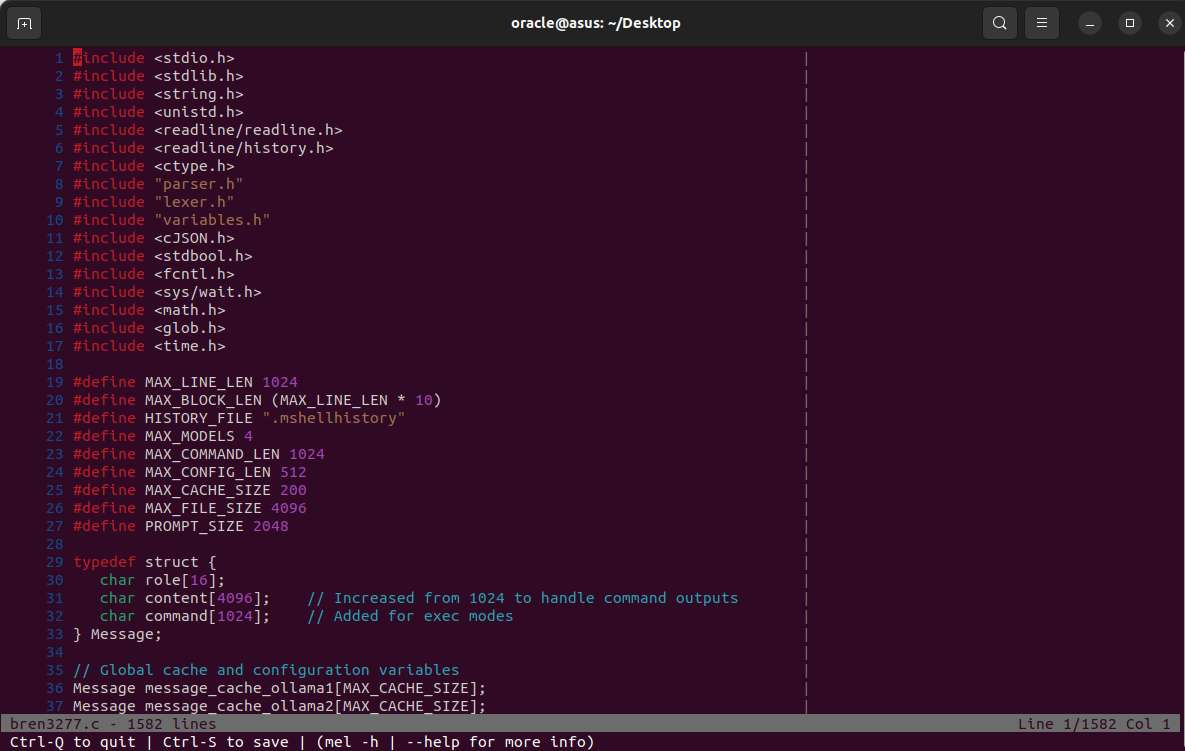 oracle@asus: ~/Desktop
1 #include <stdio.h>
2 #include <stdlib.h>
3 #include <string.h>
4 #include <unistd.h>
5 #include <readline/readline.h>
6 #include <readline/history.h>
7 #include <ctype.h>
8 #include "parser.h"
9 #include "lexer.h"
10 #include "variables.h"
11 #include <cJSON.h>
12 #include <stdbool.h>
13 #include <fcntl.h>
14 #include <sys/wait.h>
15 #include <math.h>
16 #include <glob.h>
17 #include <time.h>
18
19 #define MAX_LINE_LEN 1024
20 #define MAX_BLOCK_LEN (MAX_LINE_LEN * 10)
21 #define HISTORY_FILE ".mshellhistory"
22 #define MAX_MODELS 4
23 #define MAX_COMMAND_LEN 1024
24 #define MAX_CONFIG_LEN 512
25 #define MAX_CACHE_SIZE 200
26 #define MAX_FILE_SIZE 4096
27 #define PROMPT_SIZE 2048
28
29 typedef struct {
30    char role[16];
31    char content[4096];    // Increased from 1024 to handle command outputs
32    char command[1024];    // Added for exec modes
33 } Message;
34
35 // Global cache and configuration variables
36 Message message_cache_ollama1[MAX_CACHE_SIZE];
37 Message message_cache_ollama2[MAX_CACHE_SIZE];
bren3277.c - 1582 lines Line 1/1582 Col 1
Ctrl-Q to quit | Ctrl-S to save | (mel -h | --help for more info)